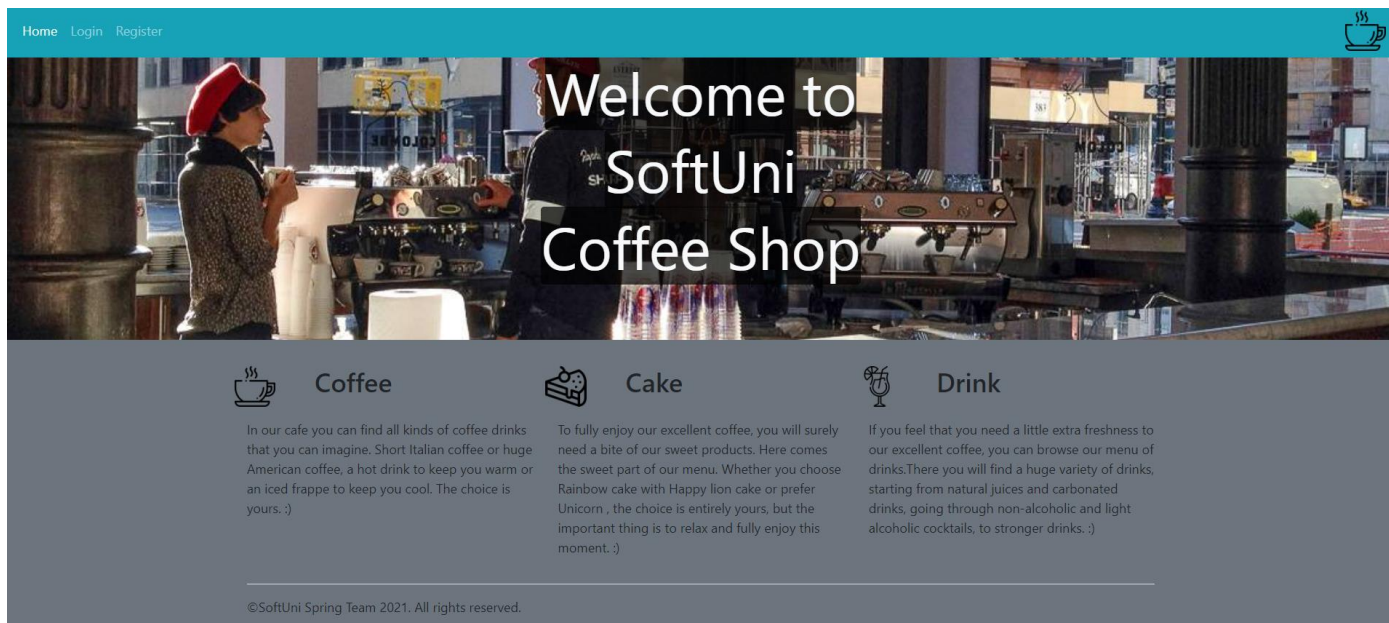 Home Login Register
Welcome to
SoftUni
Coffee Shop
383
Coffee
In our cafe you can find all kinds of coffee drinks
that you can imagine. Short Italian coffee or huge
American coffee, a hot drink to keep you warm or
an iced frappe to keep you cool. The choice is
yours. :)
Cake
To fully enjoy our excellent coffee, you will surely
need a bite of our sweet products. Here comes
the sweet part of our menu. Whether you choose
Rainbow cake with Happy lion cake or prefer
Unicorn , the choice is entirely yours, but the
important thing is to relax and fully enjoy this
moment. :)
Drink
If you feel that you need a little extra freshness to
our excellent coffee, you can browse our menu of
drinks.There you will find a huge variety of drinks,
starting from natural juices and carbonated
drinks, going through non-alcoholic and light
alcoholic cocktails, to stronger drinks. :)
©SoftUni Spring Team 2021. All rights reserved.